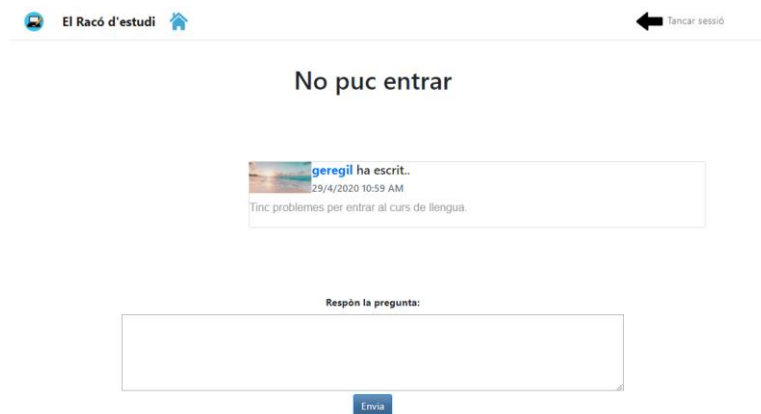 El Racó d'estudi
Tancar sessió
No puc entrar
geregil ha escrit..
29/4/2020 10:59 AM
Tinc problemes per entrar al curs de llengua.
Respòn la pregunta:
Envia